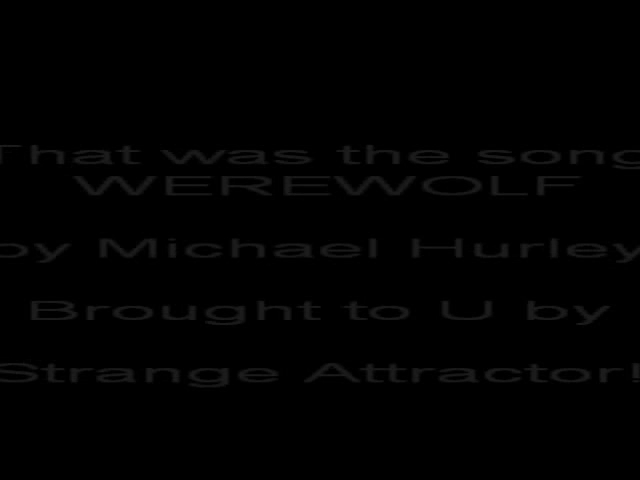 That was the song
WEREWOLF
by Michael Hurley
Brought to U by
Strange Attractor!